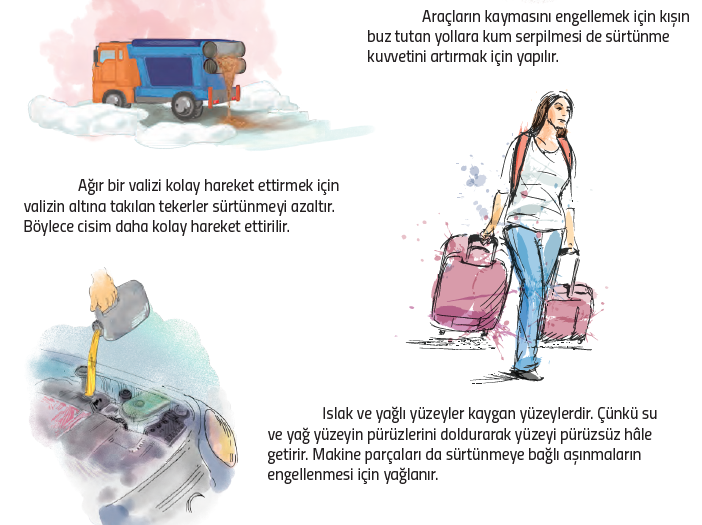 Araçların kaymasını engellemek için kışın
buz tutan yollara kum serpilmesi de sürtünme
kuvvetini artırmak için yapılır.
Ağır bir valizi kolay hareket ettirmek için
valizin altına takılan tekerler sürtünmeyi azaltır.
Böylece cisim daha kolay hareket ettirilir.
Islak ve yağlı yüzeyler kaygan yüzeylerdir. Çünkü su
ve yağ yüzeyin pürüzlerini doldurarak yüzeyi pürüzsüz hâle
getirir. Makine parçaları da sürtünmeye bağlı aşınmaların
engellenmesi için yağlanır.